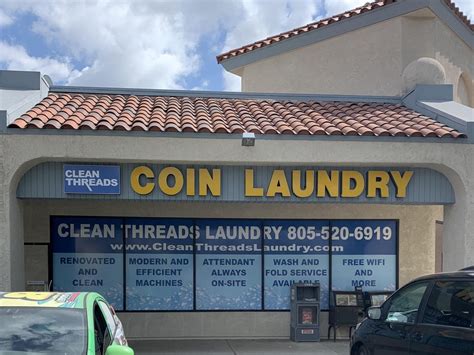 CLEAN
THREADS
COIN LAUNDRY
CLEAN THREADS LAUNDRY 805-520-6919
www.CleanThreadsLaundry.com
RENOVATED
AND
CLEAN
MODERN AND
EFFICIENT
MACHINES
ATTENDANT
ALWAYS
ON-SITE
WASH AND
FOLD SERVICE
AVAILABLE
FREE WIFI
AND
MORE